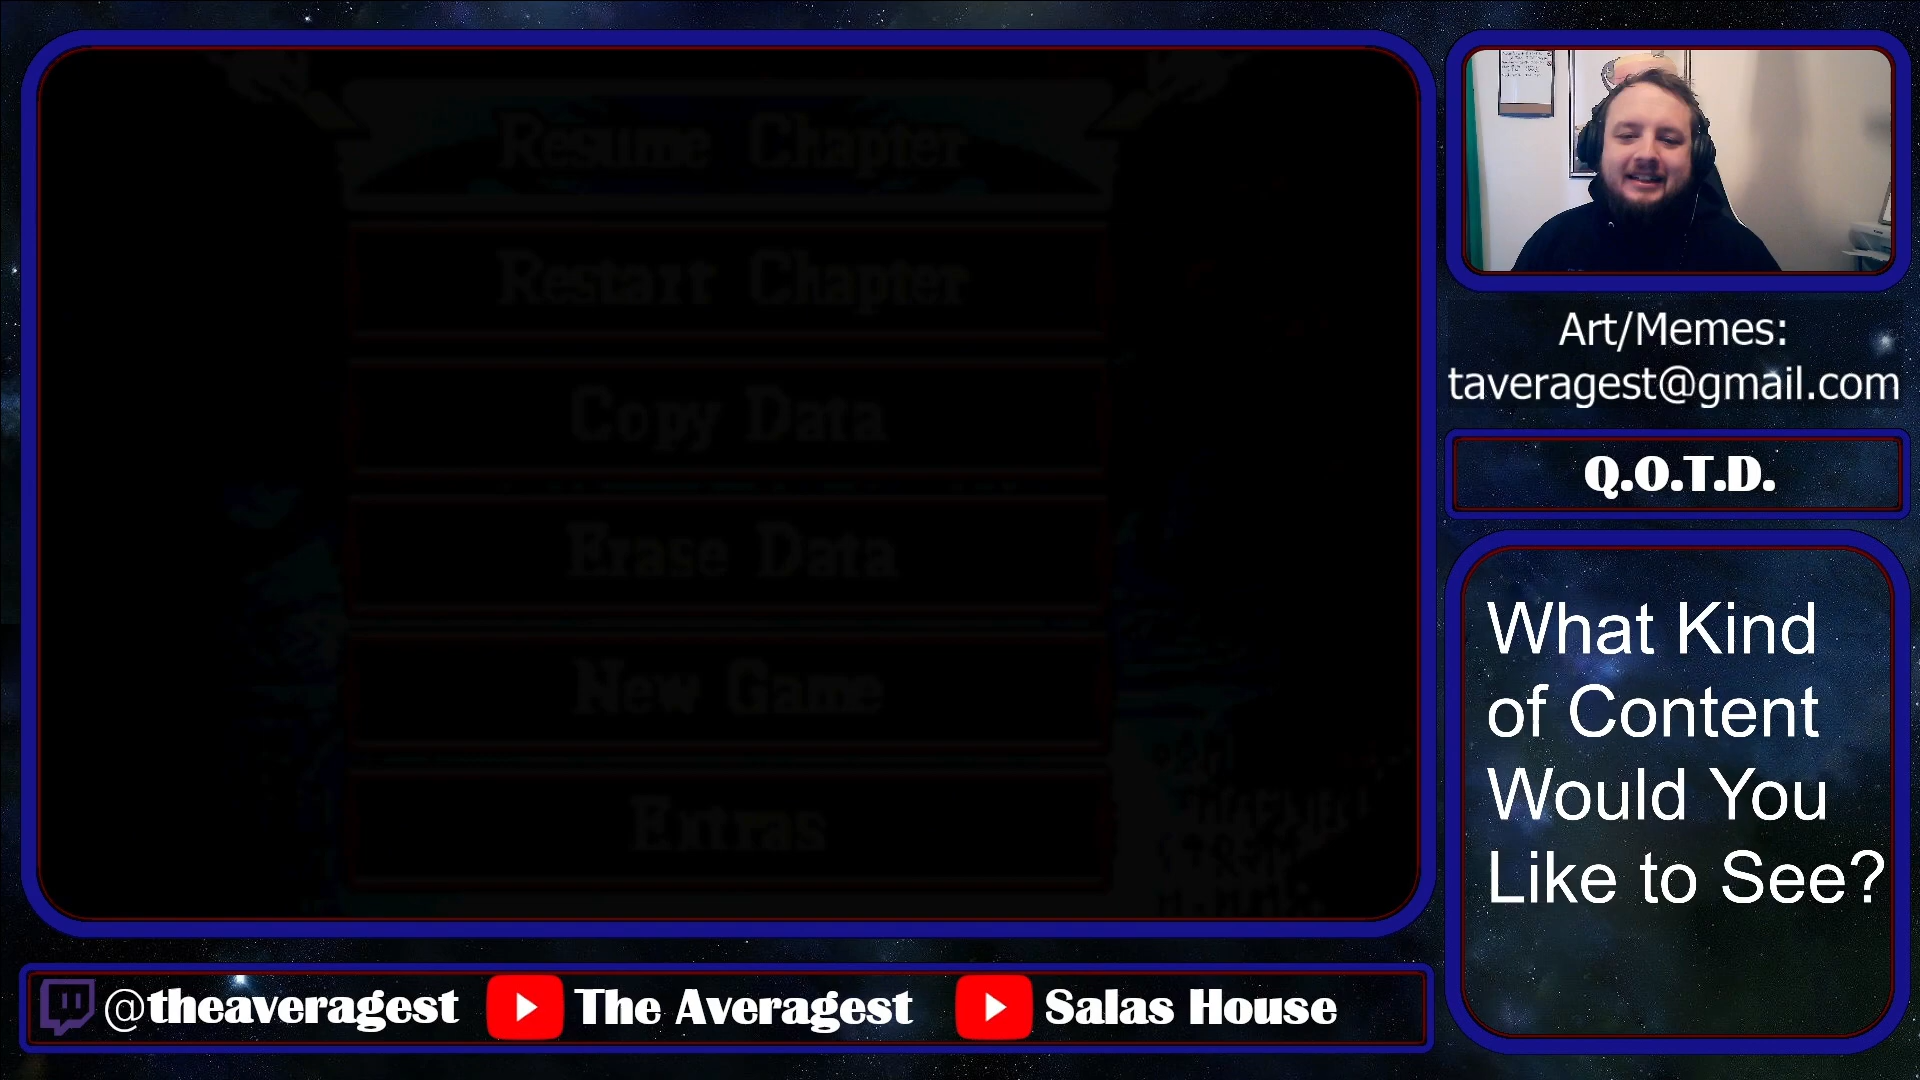 Resume Chapter
Restart Chapter
Copy Data
Erase Data
New Game
Extras
Art/Memes:
taveragest@gmail.com
Q.O.T.D.
What Kind
of Content
Would You
Like to See?
@theaveragest
The Averagest
Salas House